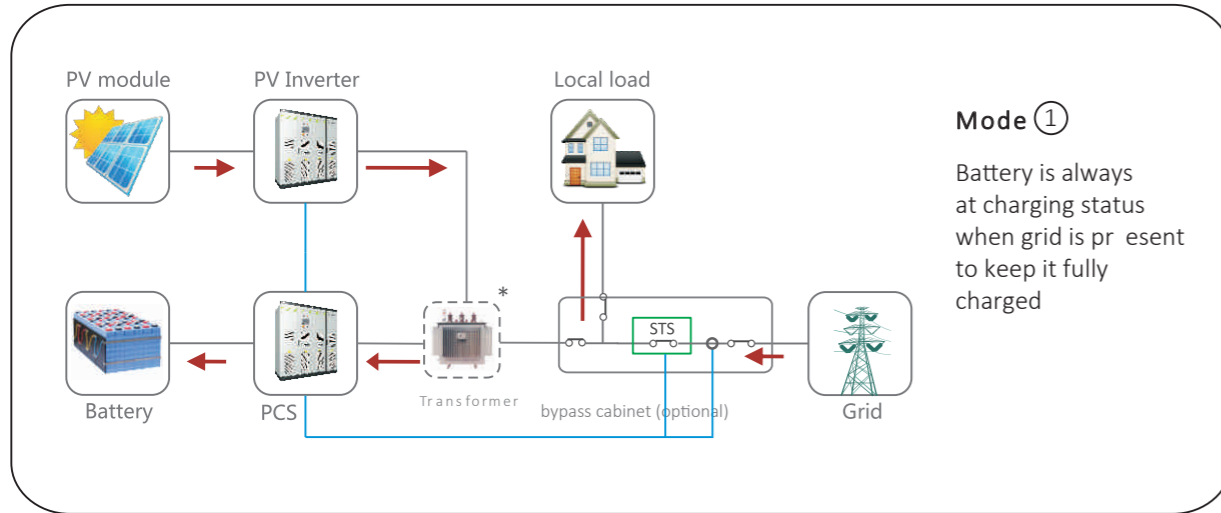 PV module
PV Inverter
Local load
Mode 1
Battery is always
at charging status
when grid is pr esent
to keep it fully
charged
*
STS
Battery
PCS
Transformer
bypass cabinet (optional)
Grid